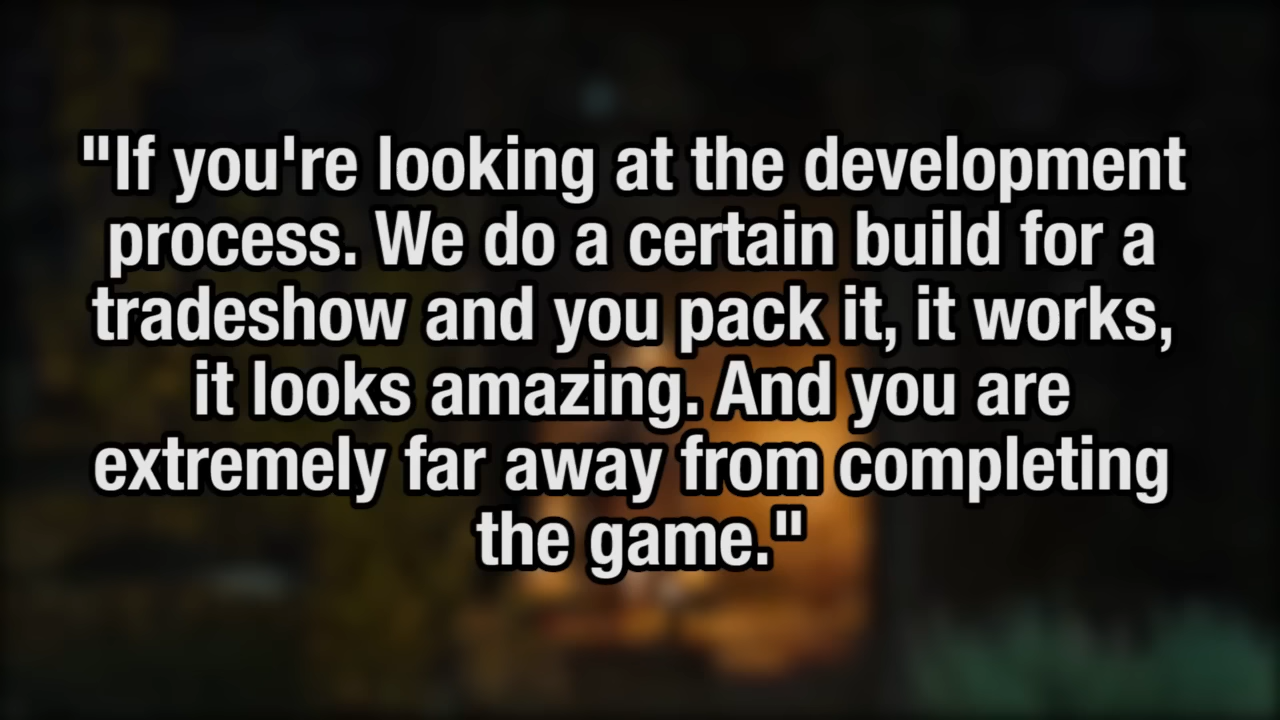 "If you're looking at the development
process. We do a certain build for a
tradeshow and you pack it, it works,
it looks amazing. And you are
extremely far away from completing
the game."